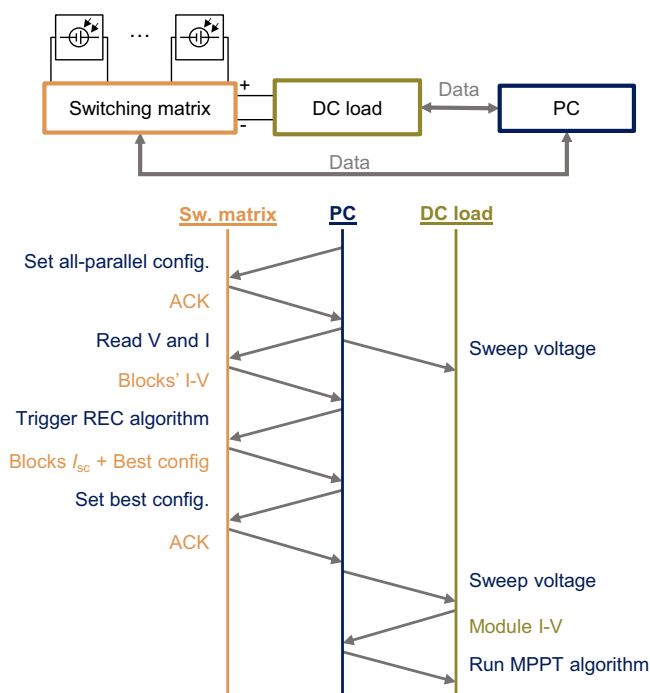 ...
+
Switching matrix
DC load
Data
PC
-
Data
Sw. matrix
PC
DC load
Set all-parallel config.
ACK
Read V and I
Sweep voltage
Blocks' I-V
Trigger REC algorithm
Blocks Isc + Best config
Set best config.
ACK
Sweep voltage
Module I-V
Run MPPT algorithm